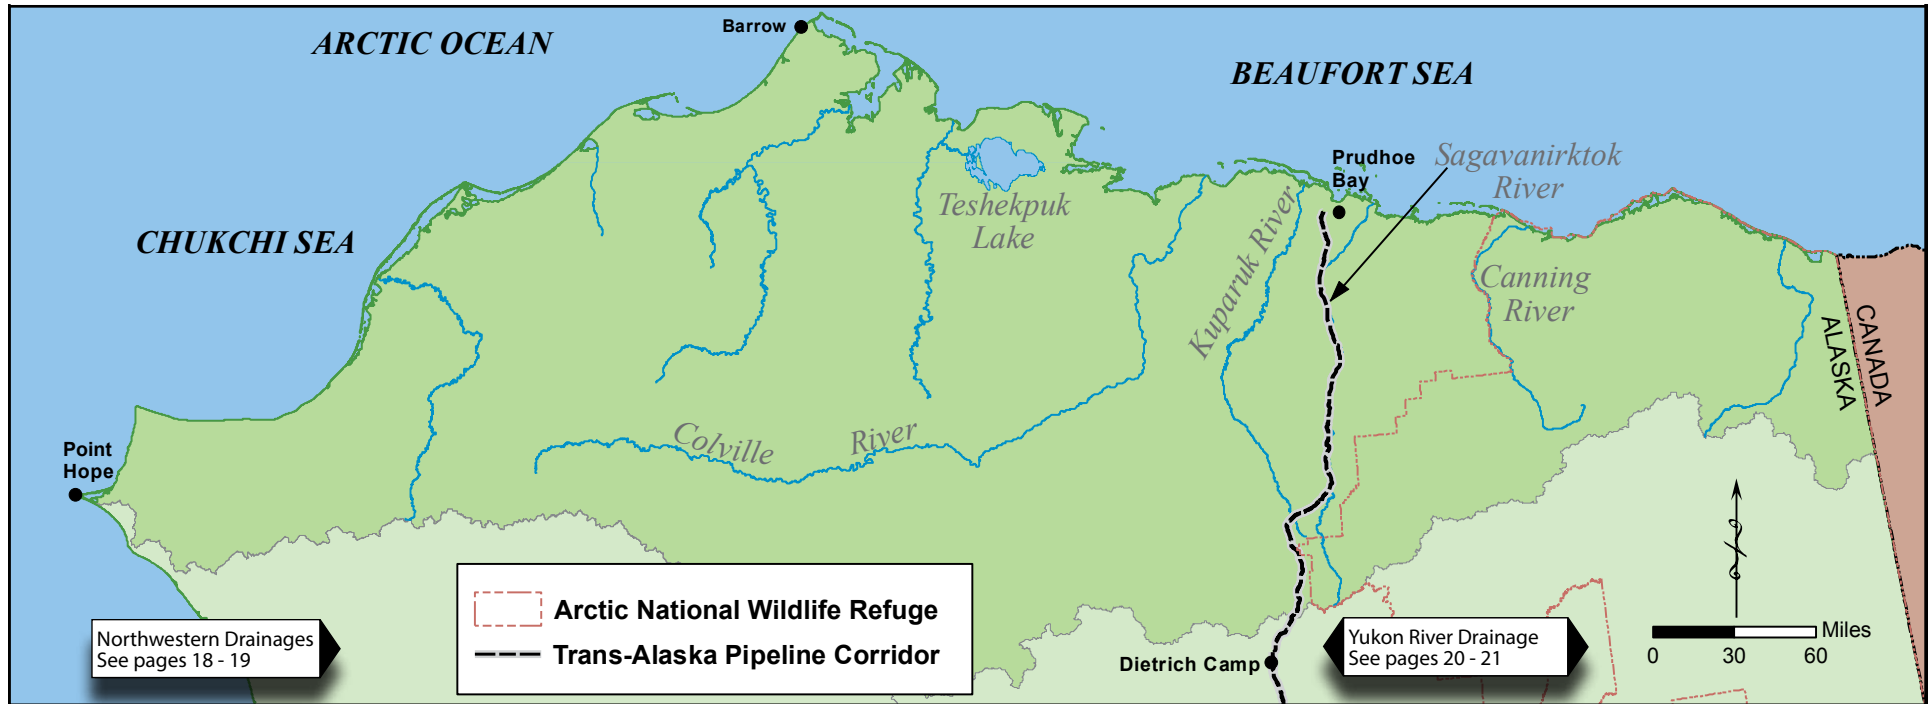 Barrow
ARCTIC OCEAN
BEAUFORT SEA
Prudhoe
Bay
Sagavanirktok
River
Teshekpuk
Lake
CHUKCHI SEA
Kuparuk River
Canning
River
CANADA
ALASKA
Colville River
Point
Hope
Arctic National Wildlife Refuge
Trans-Alaska Pipeline Corridor
Northwestern Drainages
See pages 18 - 19
Dietrich Camp
Yukon River Drainage
See pages 20 - 21
Miles
0 30 60